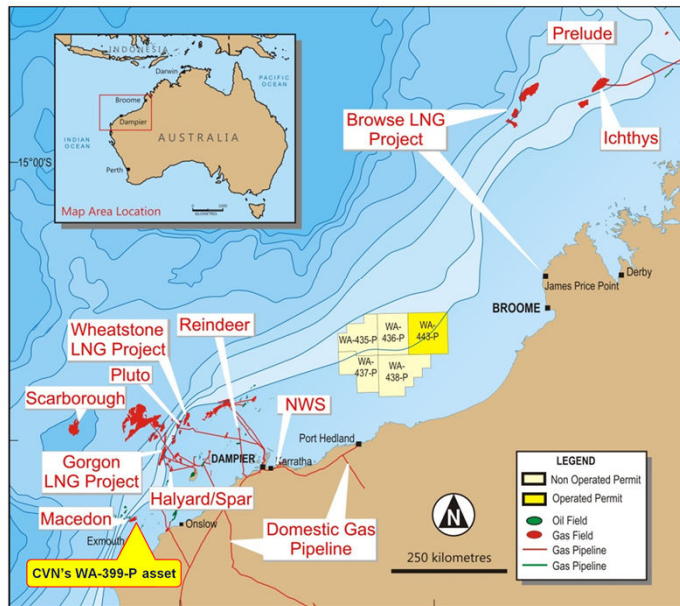 INDONESIA
Darwin
PACIFIC
OCEAN
Broome
Dampier
INDIAN
OCEAN
AUSTRALIA
Perth
KILOMETRES
Map Area Location
15°00'S
Prelude
Browse LNG
Project
Ichthys
Derby
James Price Point
BROOME
WA-435-P
WA-
436-P
WA-
443-P
WA-
437-P
WA-
438-P
Wheatstone
LNG Project
Reindeer
Pluto
Scarborough
NWS
Port Hedland
DAMPIER
Karratha
Gorgon
LNG Project
Halyard/Spar
Macedon
Onslow
Exmouth
Domestic Gas
Pipeline
CVN's WA-399-P asset
N
250 kilometres
LEGEND
Non Operated Permit
Operated Permit
Oil Field
Gas Field
Gas Pipeline
Gas Pipeline